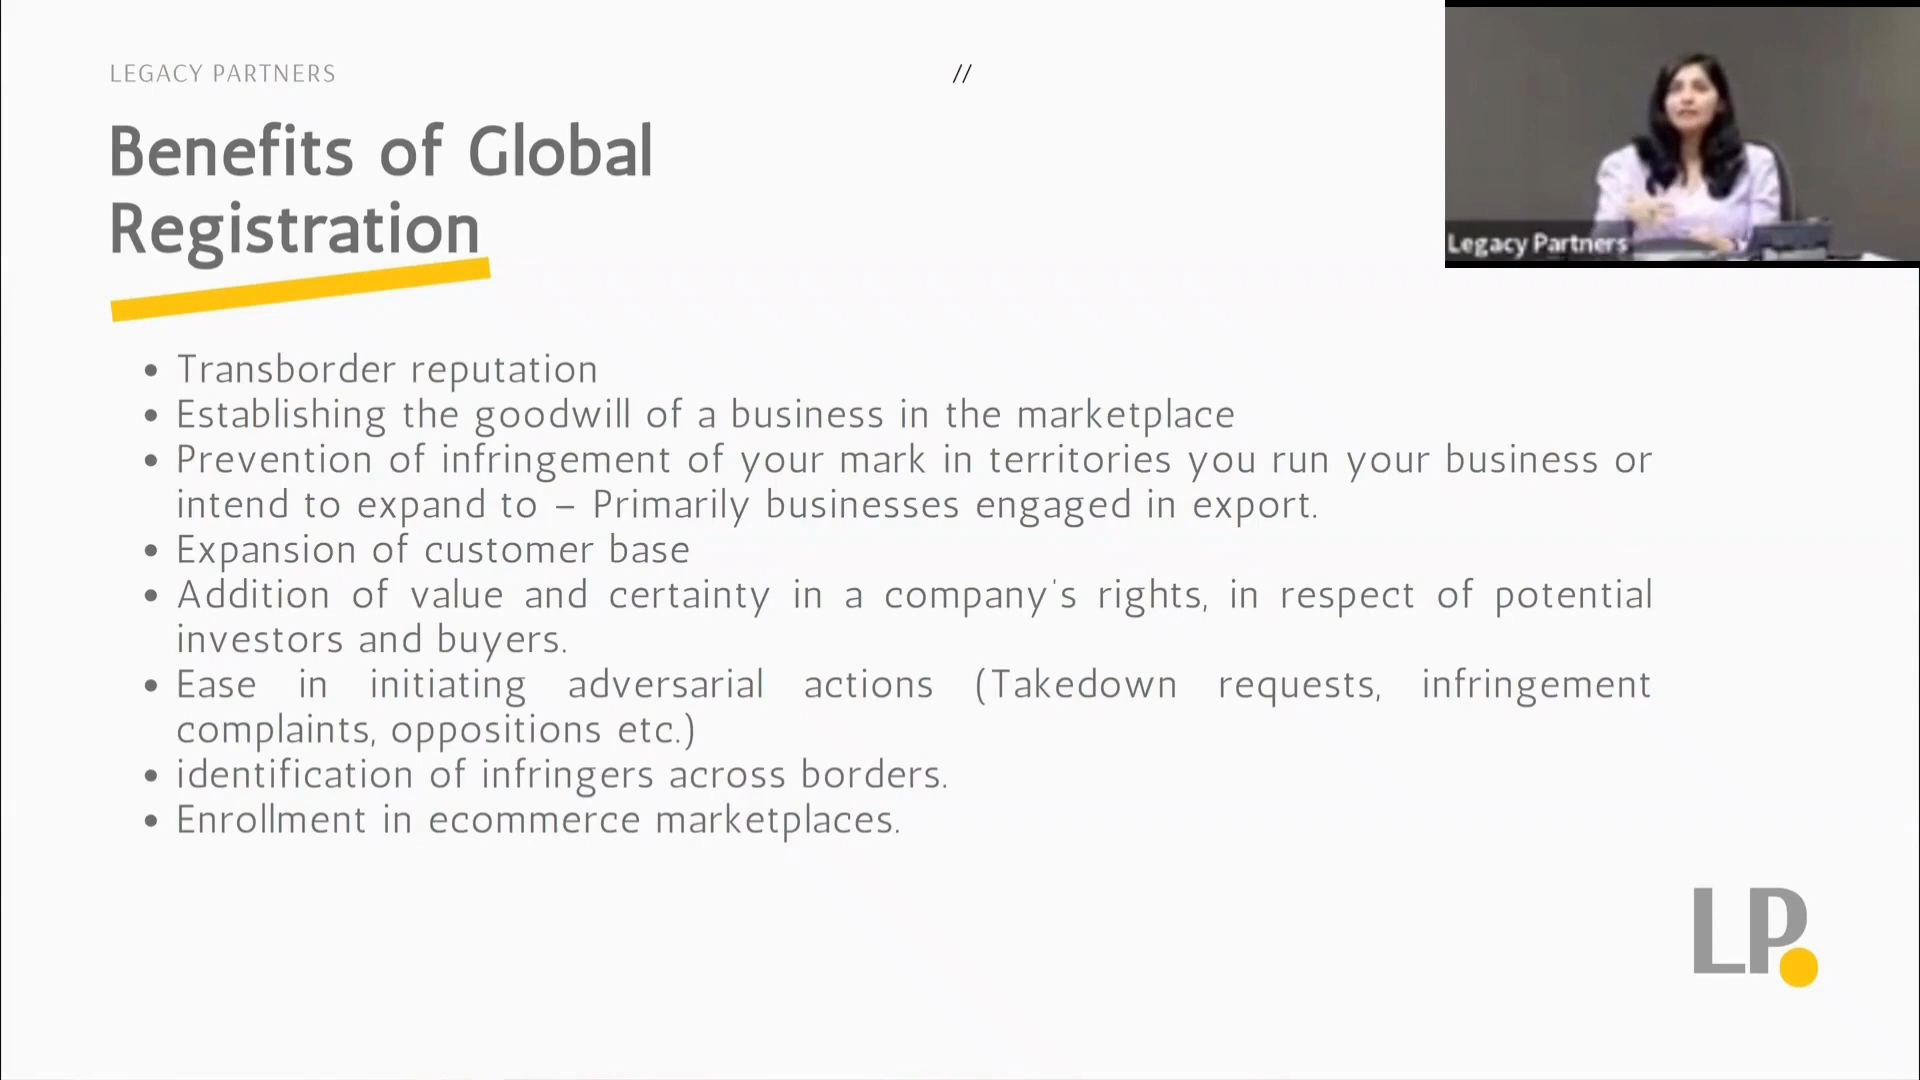 LEGACY PARTNERS
//
Benefits of Global
Registration
Legacy Partners
• Transborder reputation
• Establishing the goodwill of a business in the marketplace
• Prevention of infringement of your mark in territories you run your business or
intend to expand to – Primarily businesses engaged in export.
• Expansion of customer base
• Addition of value and certainty in a company's rights, in respect of potential
investors and buyers.
• Ease in initiating adversarial actions (Takedown requests, infringement
complaints, oppositions etc.)
• identification of infringers across borders.
• Enrollment in ecommerce marketplaces.
LP.